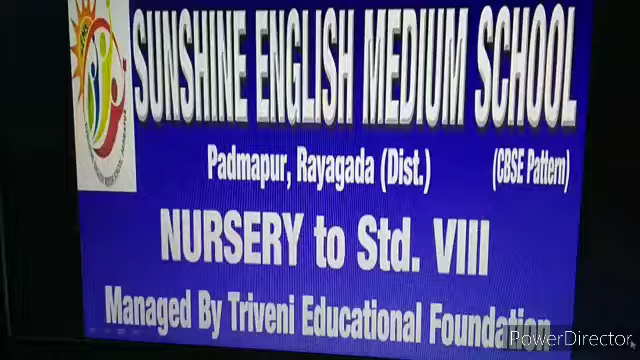 SUNSHINE ENGLISH MEDIUM SCHOOL
Padmapur, Rayagada (Dist.) (CBSE Pattern)
NURSERY to Std. VIII
Managed By Triveni Educational Foundation
PowerDirector